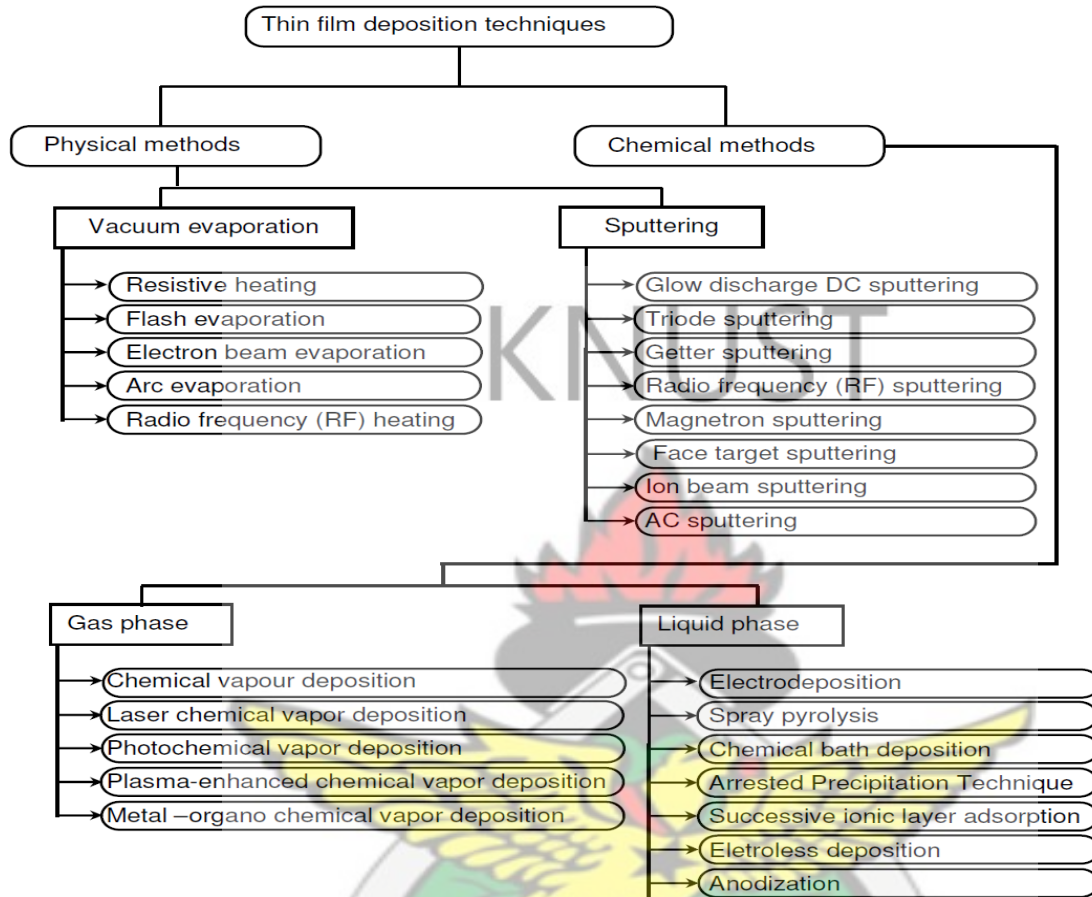 Thin film deposition techniques
Physical methods
Chemical methods
Vacuum evaporation
Sputtering
Resistive heating
Flash evaporation
Electron beam evaporation
Arc evaporation
Radio frequency (RF) heating
Glow discharge DC sputtering
Triode sputtering
Getter sputtering
Radio frequency (RF) sputtering
Magnetron sputtering
Face target sputtering
Ion beam sputtering
AC sputtering
KNUST
Gas phase
Liquid phase
Chemical vapour deposition
Laser chemical vapor deposition
Photochemical vapor deposition
Plasma-enhanced chemical vapor deposition
Metal –organo chemical vapor deposition
Electrodeposition
Spray pyrolysis
Chemical bath deposition
Arrested Precipitation Technique
Successive ionic layer adsorption
Eletroless deposition
Anodization